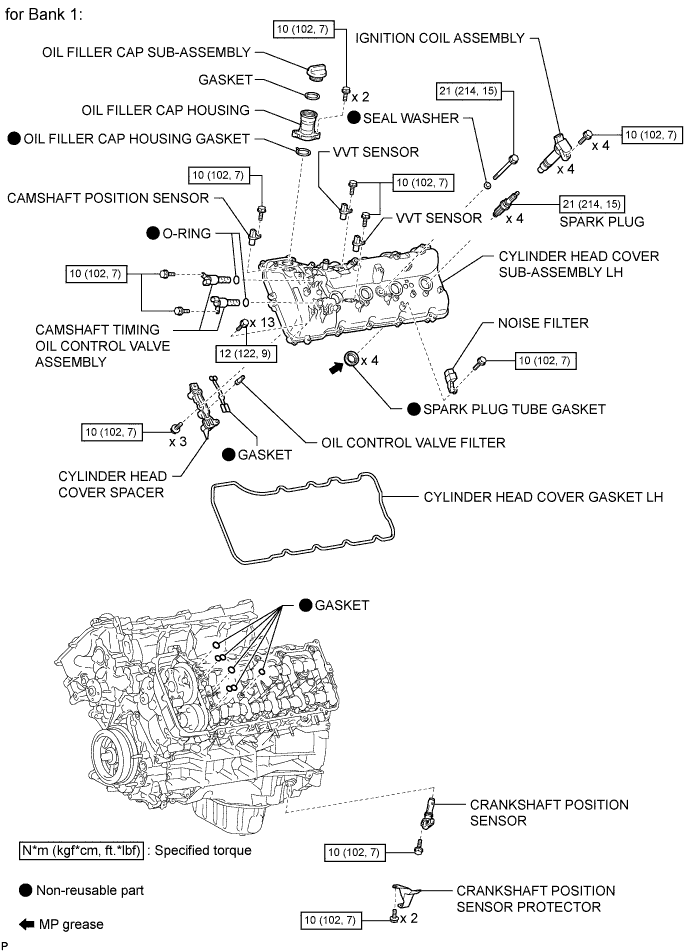 for Bank 1:
10 (102, 7)
IGNITION COIL ASSEMBLY
OIL FILLER CAP SUB-ASSEMBLY
GASKET
x 2
21 (214, 15)
OIL FILLER CAP HOUSING
SEAL WASHER
10 (102, 7)
OIL FILLER CAP HOUSING GASKET
VVT SENSOR
x 4
x 4
10 (102, 7)
10 (102, 7)
CAMSHAFT POSITION SENSOR
21 (214, 15)
x 4
VVT SENSOR
SPARK PLUG
O-RING
CYLINDER HEAD COVER
SUB-ASSEMBLY LH
10 (102, 7)
x 13
NOISE FILTER
CAMSHAFT TIMING
OIL CONTROL VALVE
ASSEMBLY
12 (122, 9)
x 4
10 (102, 7)
SPARK PLUG TUBE GASKET
10 (102, 7)
x 3
OIL CONTROL VALVE FILTER
GASKET
CYLINDER HEAD
COVER SPACER
CYLINDER HEAD COVER GASKET LH
GASKET
CRANKSHAFT POSITION
SENSOR
N*m (kgf*cm, ft.*lbf) : Specified torque
10 (102, 7)
Non-reusable part
CRANKSHAFT POSITION
SENSOR PROTECTOR
MP grease
10 (102, 7)
x 2
P